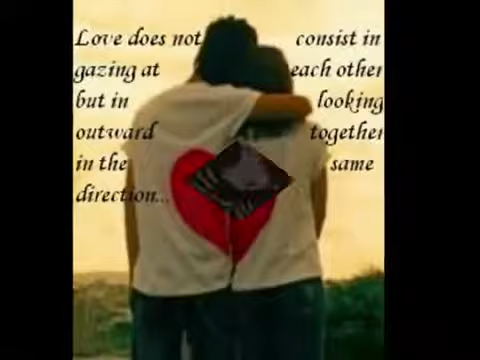 Love does not consist in
gazing at each other
but in looking
outward together
in the same
direction...